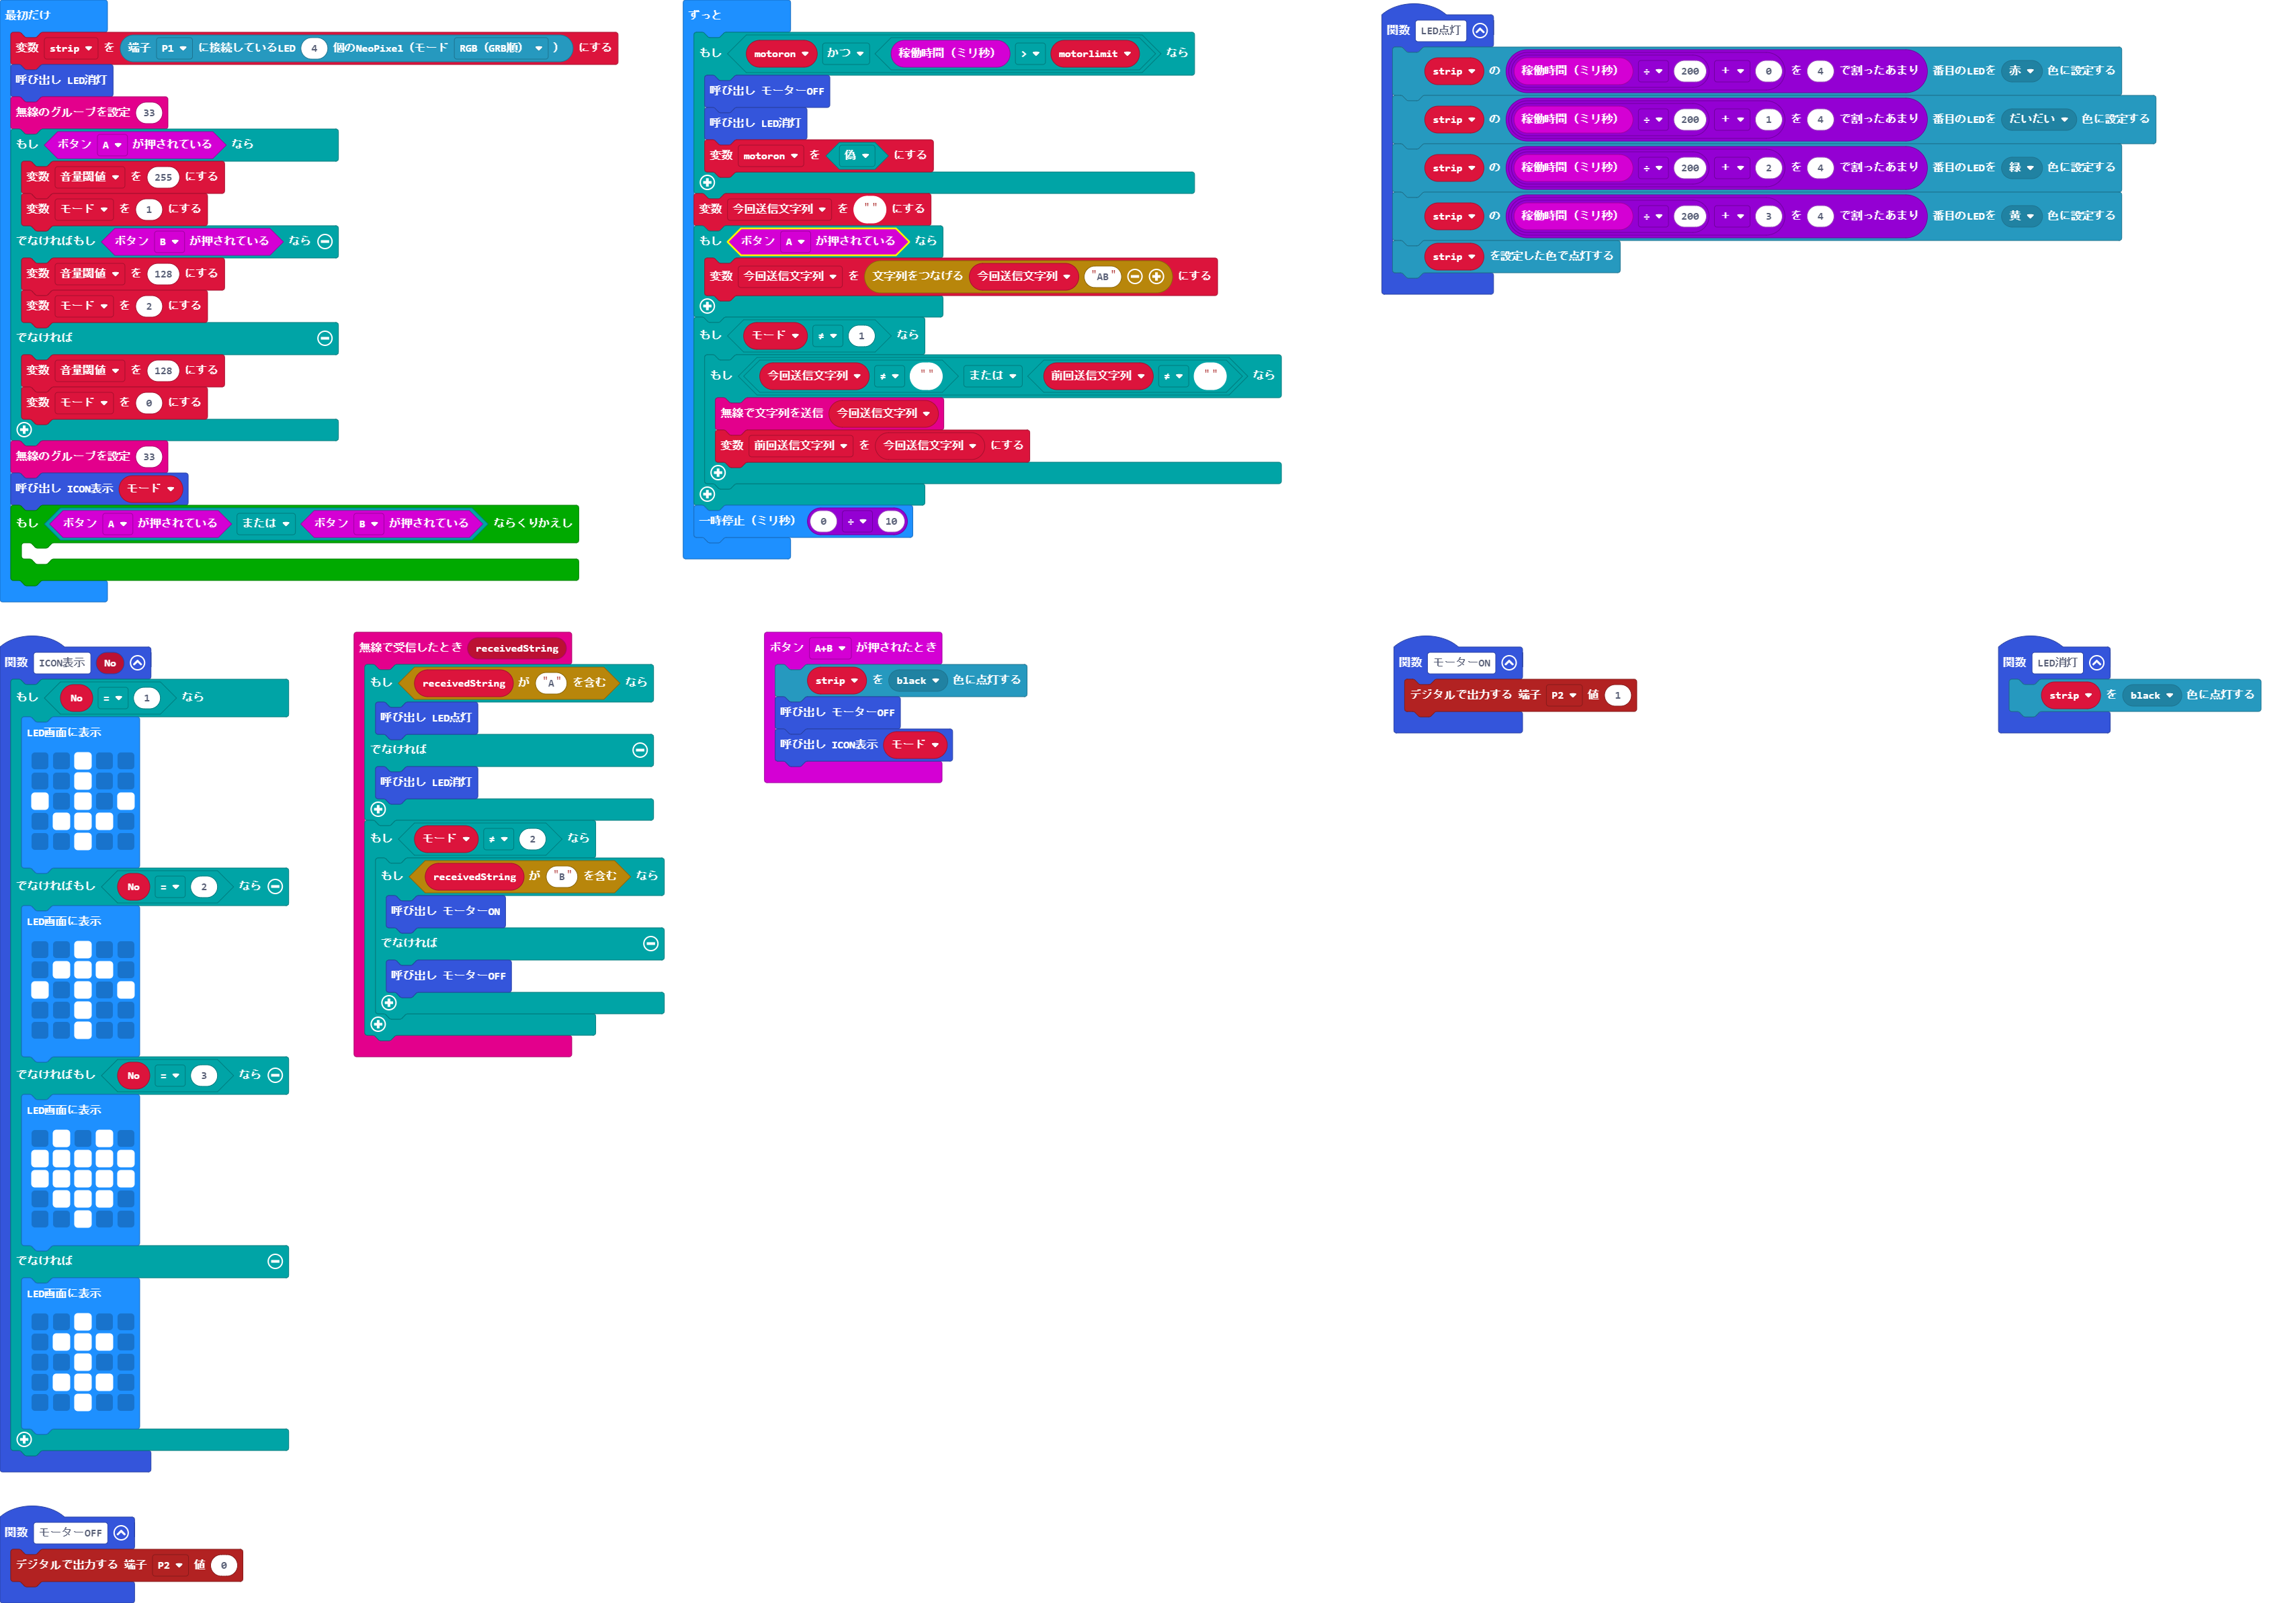 最初だけ
変数 strip を 端子 P1 に接続しているLED 4 個のNeoPixel（モード RGB（GRB順） ） にする
呼び出し LED消灯
無線のグループを設定 33
もし ボタン A が押されている なら
変数 音量閾値 を 255 にする
変数 モード を 1 にする
でなければもし ボタン B が押されている なら
変数 音量閾値 を 128 にする
変数 モード を 2 にする
でなければ
変数 音量閾値 を 128 にする
変数 モード を 0 にする
無線のグループを設定 33
呼び出し ICON表示 モード
もし ボタン A が押されている または ボタン B が押されている ならくりかえし
ずっと
もし motoron かつ 稼働時間（ミリ秒） > motorlimit なら
呼び出し モーターOFF
呼び出し LED消灯
変数 motoron を 偽 にする
変数 今回送信文字列 を "" にする
もし ボタン A が押されている なら
変数 今回送信文字列 を 文字列をつなげる 今回送信文字列 "AB" にする
もし モード ≠ 1 なら
もし 今回送信文字列 ≠ "" または 前回送信文字列 ≠ "" なら
無線で文字列を送信 今回送信文字列
変数 前回送信文字列 を 今回送信文字列 にする
一時停止（ミリ秒） 0 ÷ 10
関数 LED点灯
strip の 稼働時間（ミリ秒） ÷ 200 + 0 を 4 で割ったあまり 番目のLEDを 赤 色に設定する
strip の 稼働時間（ミリ秒） ÷ 200 + 1 を 4 で割ったあまり 番目のLEDを だいだい 色に設定する
strip の 稼働時間（ミリ秒） ÷ 200 + 2 を 4 で割ったあまり 番目のLEDを 緑 色に設定する
strip の 稼働時間（ミリ秒） ÷ 200 + 3 を 4 で割ったあまり 番目のLEDを 黄 色に設定する
strip を設定した色で点灯する
関数 ICON表示 No
もし No = 1 なら
LED画面に表示
でなければもし No = 2 なら
LED画面に表示
でなければもし No = 3 なら
LED画面に表示
でなければ
LED画面に表示
無線で受信したとき receivedString
もし receivedString が "A" を含む なら
呼び出し LED点灯
でなければ
呼び出し LED消灯
もし モード ≠ 2 なら
もし receivedString が "B" を含む なら
呼び出し モーターON
でなければ
呼び出し モーターOFF
ボタン A+B が押されたとき
strip を black 色に点灯する
呼び出し モーターOFF
呼び出し ICON表示 モード
関数 モーターON
デジタルで出力する 端子 P2 値 1
関数 LED消灯
strip を black 色に点灯する
関数 モーターOFF
デジタルで出力する 端子 P2 値 0